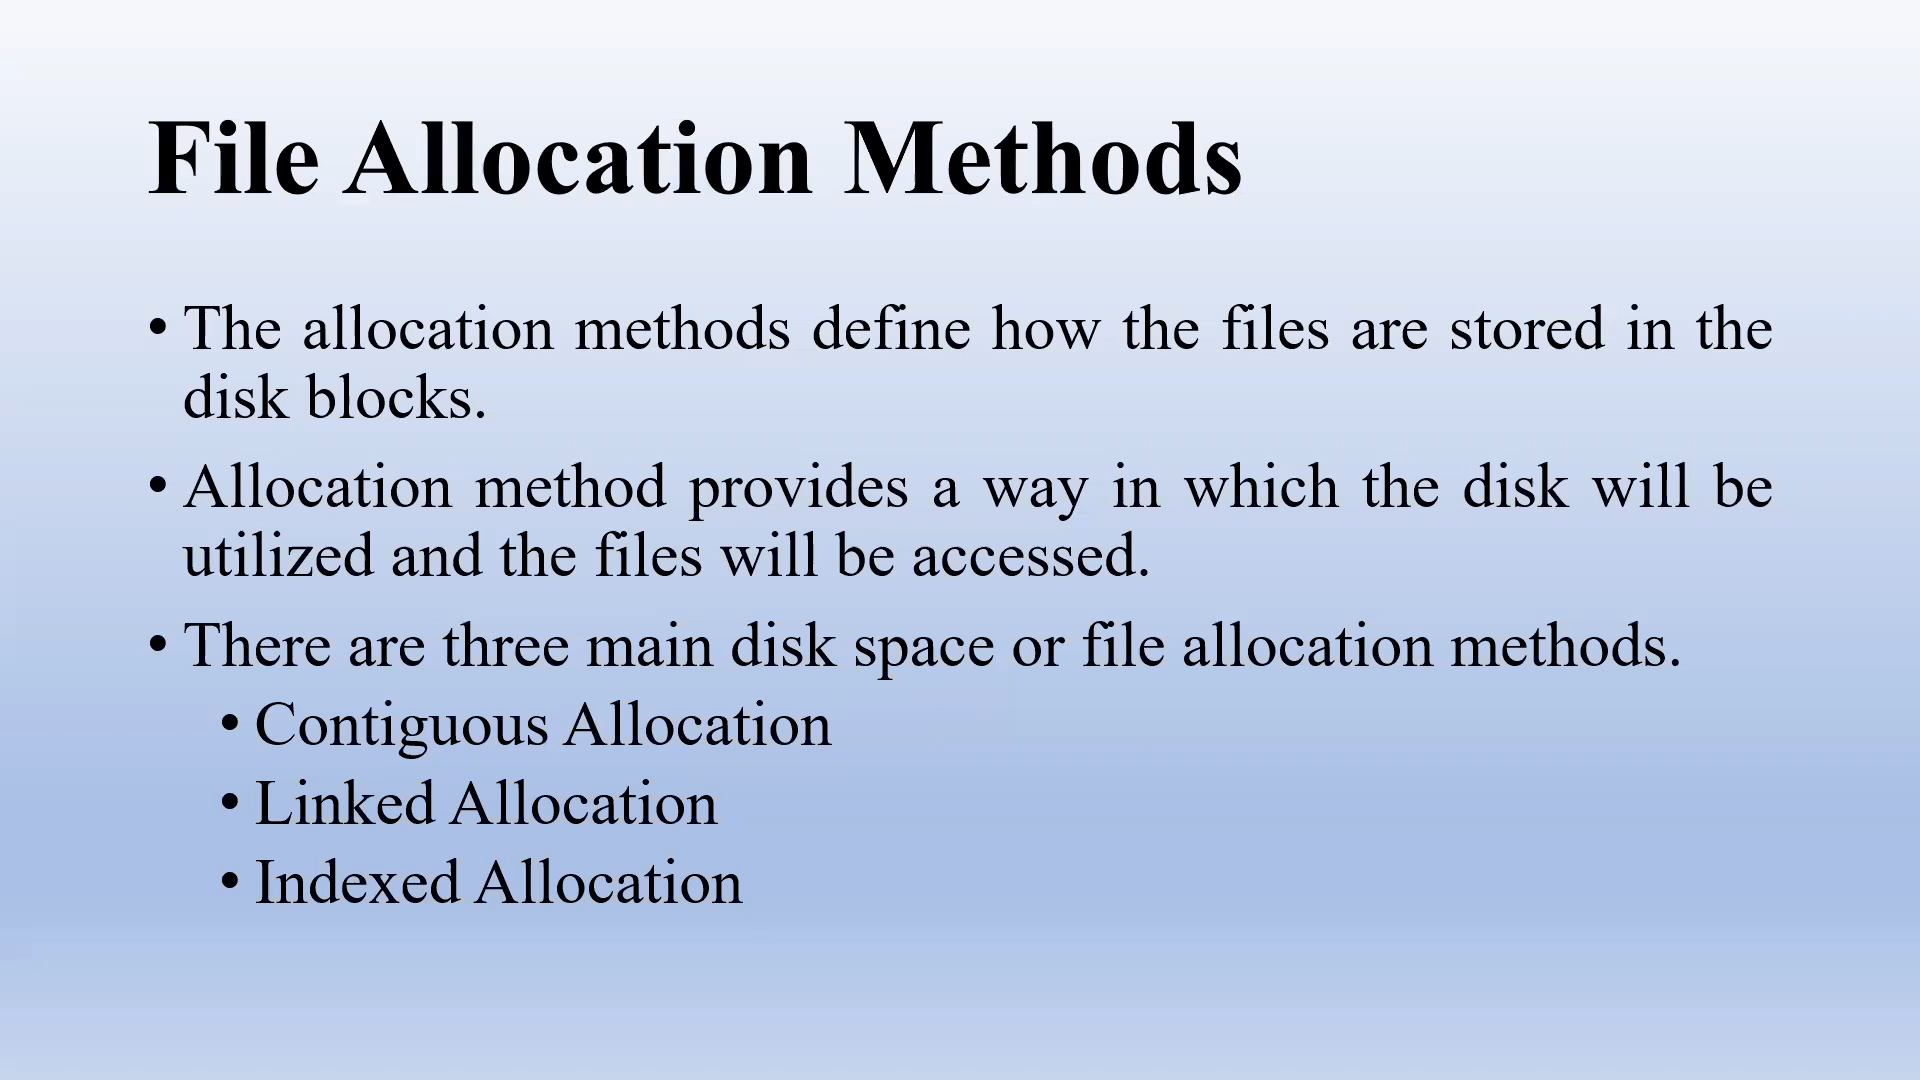 File Allocation Methods
• The allocation methods define how the files are stored in the
disk blocks.
• Allocation method provides a way in which the disk will be
utilized and the files will be accessed.
• There are three main disk space or file allocation methods.
• Contiguous Allocation
• Linked Allocation
• Indexed Allocation